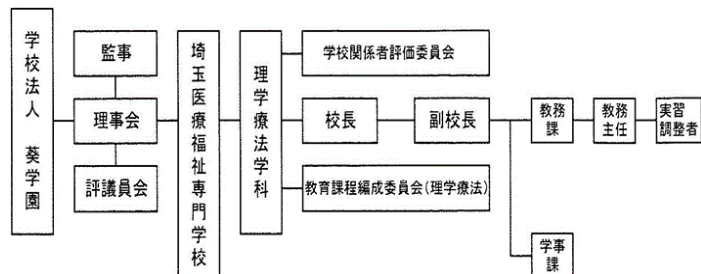 学校法人 葵学園
監事
理事会
評議員会
埼玉医療福祉専門学校
理学療法学科
学校関係者評価委員会
校長
副校長
教務課
教務主任
実習調整者
教育課程編成委員会(理学療法)
学事課